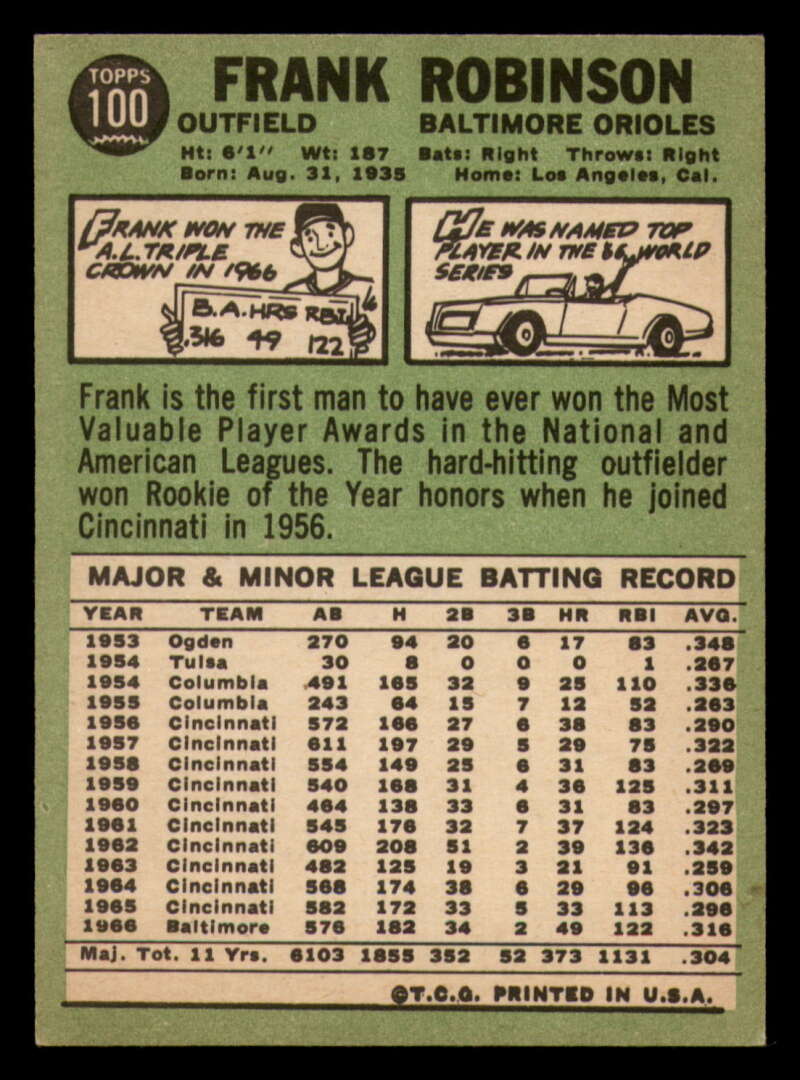 TOPPS
100
FRANK ROBINSON
OUTFIELD BALTIMORE ORIOLES
Ht: 6'1" Wt: 187 Bats: Right Throws: Right
Born: Aug. 31, 1935 Home: Los Angeles, Cal.
FRANK WON THE
A.L. TRIPLE
CROWN IN 1966
B.A. HRS RBI
.316 49 122
HE WAS NAMED TOP
PLAYER IN THE '66 WORLD
SERIES
Frank is the first man to have ever won the Most
Valuable Player Awards in the National and
American Leagues. The hard-hitting outfielder
won Rookie of the Year honors when he joined
Cincinnati in 1956.
MAJOR & MINOR LEAGUE BATTING RECORD
YEAR TEAM AB H 2B 3B HR RBI AVG.
1953 Ogden 270 94 20 6 17 83 .348
1954 Tulsa 30 8 0 0 0 1 .267
1954 Columbia 491 165 32 9 25 110 .336
1955 Columbia 243 64 15 7 12 52 .263
1956 Cincinnati 572 166 27 6 38 83 .290
1957 Cincinnati 611 197 29 5 29 75 .322
1958 Cincinnati 554 149 25 6 31 83 .269
1959 Cincinnati 540 168 31 4 36 125 .311
1960 Cincinnati 464 138 33 6 31 83 .297
1961 Cincinnati 545 176 32 7 37 124 .323
1962 Cincinnati 609 208 51 2 39 136 .342
1963 Cincinnati 482 125 19 3 21 91 .259
1964 Cincinnati 568 174 38 6 29 96 .306
1965 Cincinnati 582 172 33 5 33 113 .296
1966 Baltimore 576 182 34 2 49 122 .316
Maj. Tot. 11 Yrs. 6103 1855 352 52 373 1131 .304
©T.C.G. PRINTED IN U.S.A.